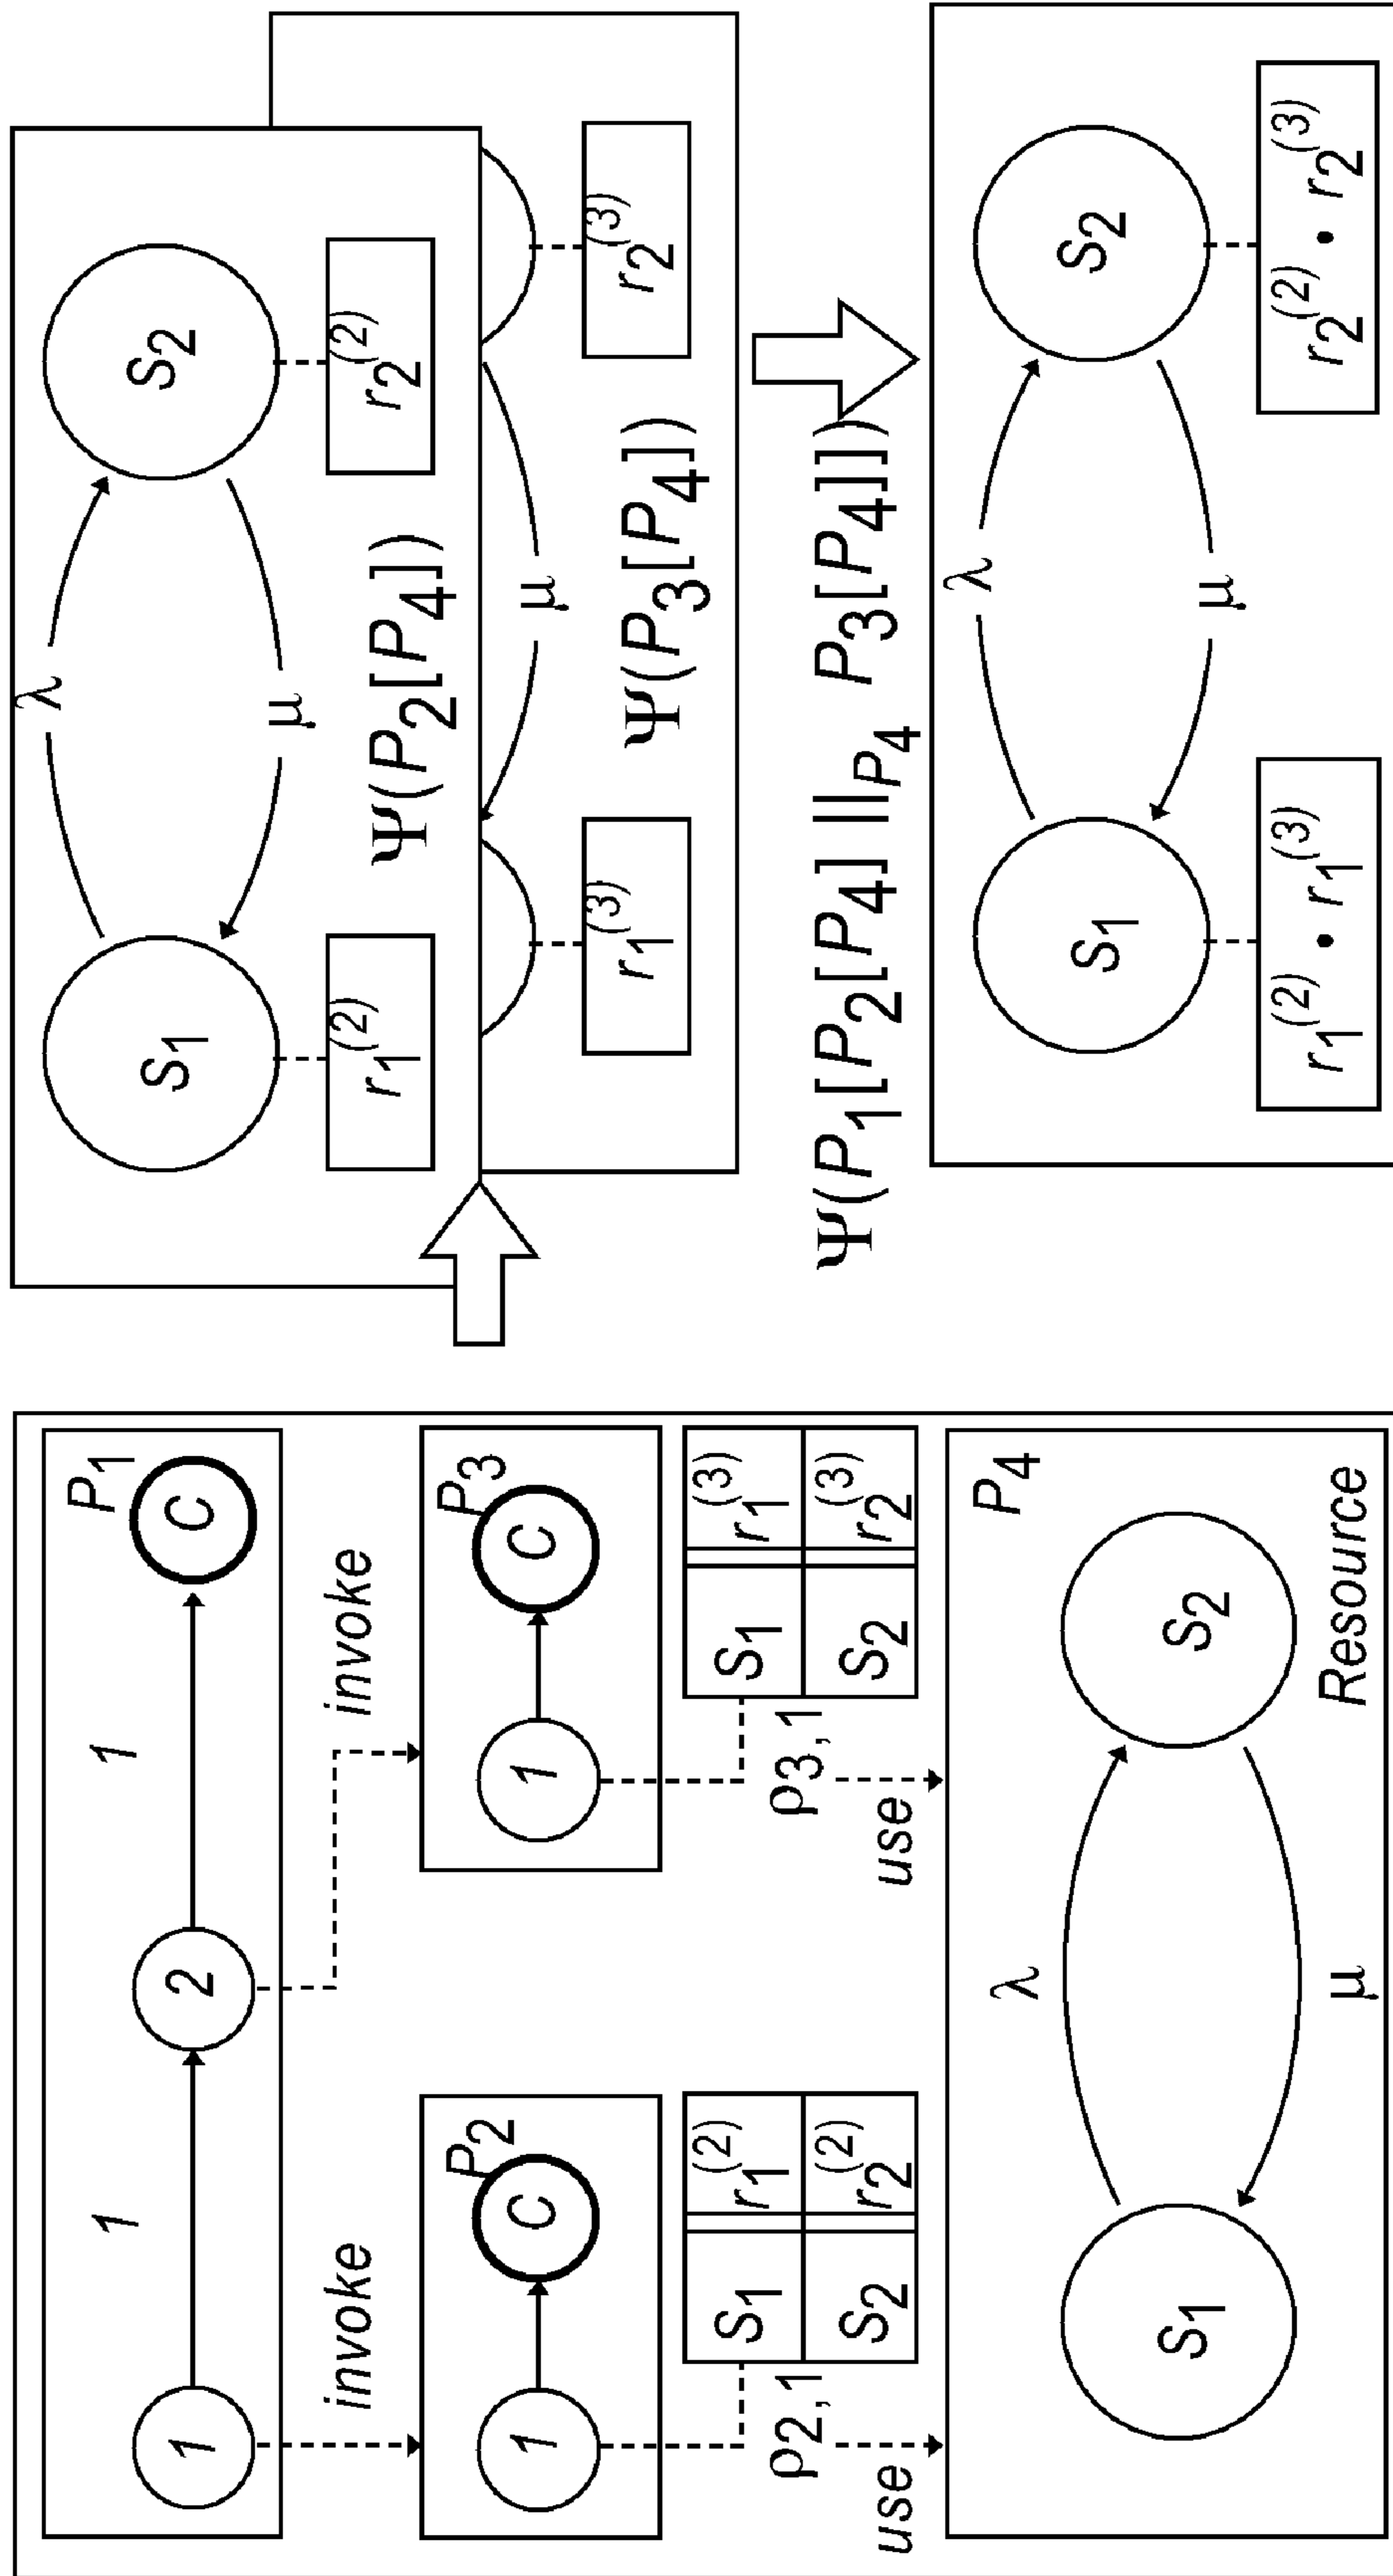 P₁
1 1
1 2 C
invoke invoke
P₂ P₃
1 C 1 C
ρ2,1 S₁ r₁⁽²⁾ ρ3,1 S₁ r₁⁽³⁾
S₂ r₂⁽²⁾ S₂ r₂⁽³⁾
use use
P₄
λ
S₁ S₂
μ
Resource
λ
S₁ S₂
μ
r₁⁽²⁾ r₂⁽²⁾
Ψ(P₂[P₄])
μ
r₁⁽³⁾ r₂⁽³⁾
Ψ(P₃[P₄])
Ψ(P₁[P₂[P₄] |||P₄ P₃[P₄]])
λ
S₁ S₂
μ
r₁⁽²⁾ • r₁⁽³⁾ r₂⁽²⁾ • r₂⁽³⁾